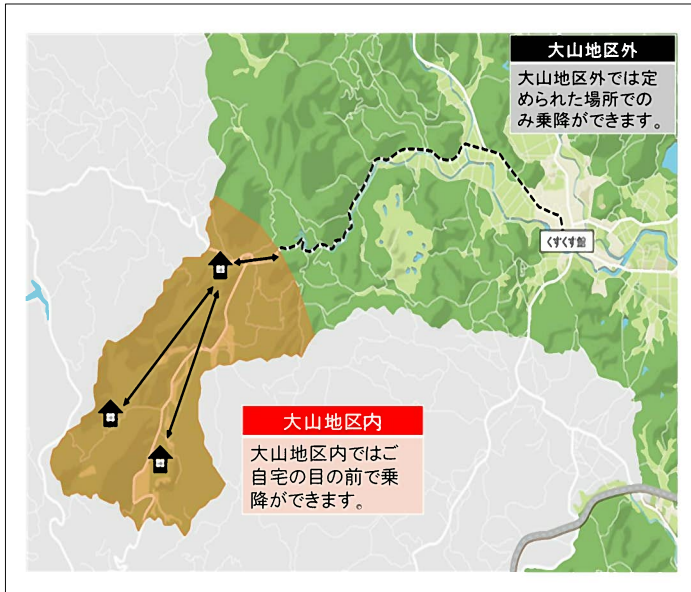 大山地区外
大山地区外では定
められた場所での
み乗降ができます。
くすくす館
大山地区内
大山地区内ではご
自宅の目の前で乗
降ができます。